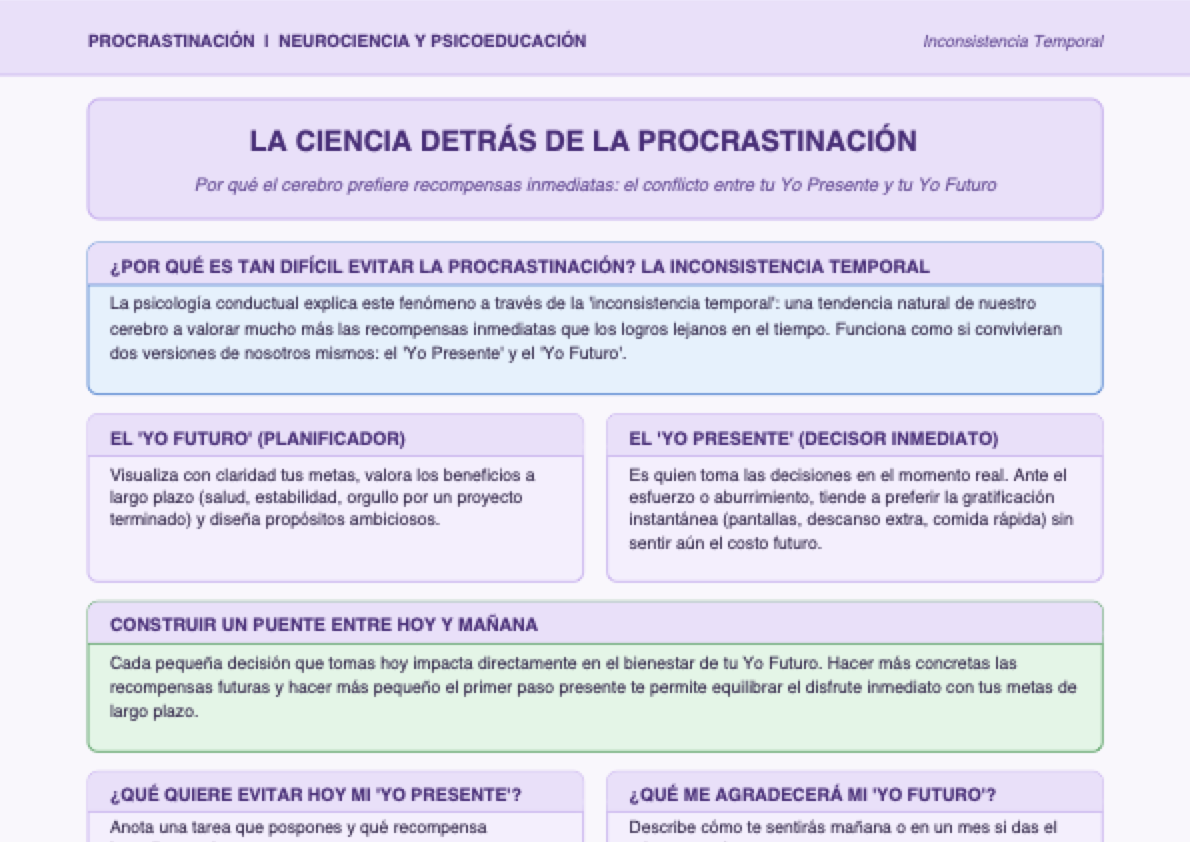 PROCRASTINACIÓN | NEUROCIENCIA Y PSICOEDUCACIÓN
Inconsistencia Temporal
LA CIENCIA DETRÁS DE LA PROCRASTINACIÓN
Por qué el cerebro prefiere recompensas inmediatas: el conflicto entre tu Yo Presente y tu Yo Futuro
¿POR QUÉ ES TAN DIFÍCIL EVITAR LA PROCRASTINACIÓN? LA INCONSISTENCIA TEMPORAL
La psicología conductual explica este fenómeno a través de la 'inconsistencia temporal': una tendencia natural de nuestro
cerebro a valorar mucho más las recompensas inmediatas que los logros lejanos en el tiempo. Funciona como si convivieran
dos versiones de nosotros mismos: el 'Yo Presente' y el 'Yo Futuro'.
EL 'YO FUTURO' (PLANIFICADOR)
Visualiza con claridad tus metas, valora los beneficios a
largo plazo (salud, estabilidad, orgullo por un proyecto
terminado) y diseña propósitos ambiciosos.
EL 'YO PRESENTE' (DECISOR INMEDIATO)
Es quien toma las decisiones en el momento real. Ante el
esfuerzo o aburrimiento, tiende a preferir la gratificación
instantánea (pantallas, descanso extra, comida rápida) sin
sentir aún el costo futuro.
CONSTRUIR UN PUENTE ENTRE HOY Y MAÑANA
Cada pequeña decisión que tomas hoy impacta directamente en el bienestar de tu Yo Futuro. Hacer más concretas las
recompensas futuras y hacer más pequeño el primer paso presente te permite equilibrar el disfrute inmediato con tus metas de
largo plazo.
¿QUÉ QUIERE EVITAR HOY MI 'YO PRESENTE'?
Anota una tarea que pospones y qué recompensa
¿QUÉ ME AGRADECERÁ MI 'YO FUTURO'?
Describe cómo te sentirás mañana o en un mes si das el